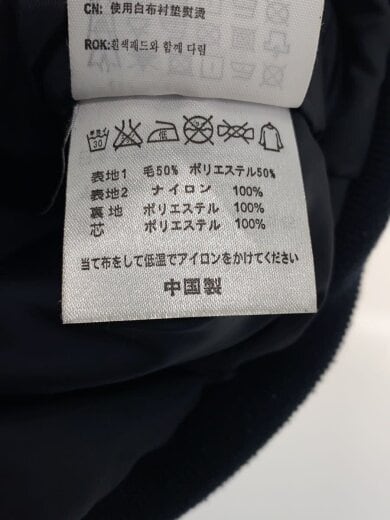 CN: 使用白布衬垫熨烫
ROK:흰색패드와 함께 다림
30 低
表地1 毛50% ポリエステル50%
表地2 ナイロン 100%
裏地 ポリエステル 100%
芯 ポリエステル 100%
当て布をして低温でアイロンをかけてください
中国製